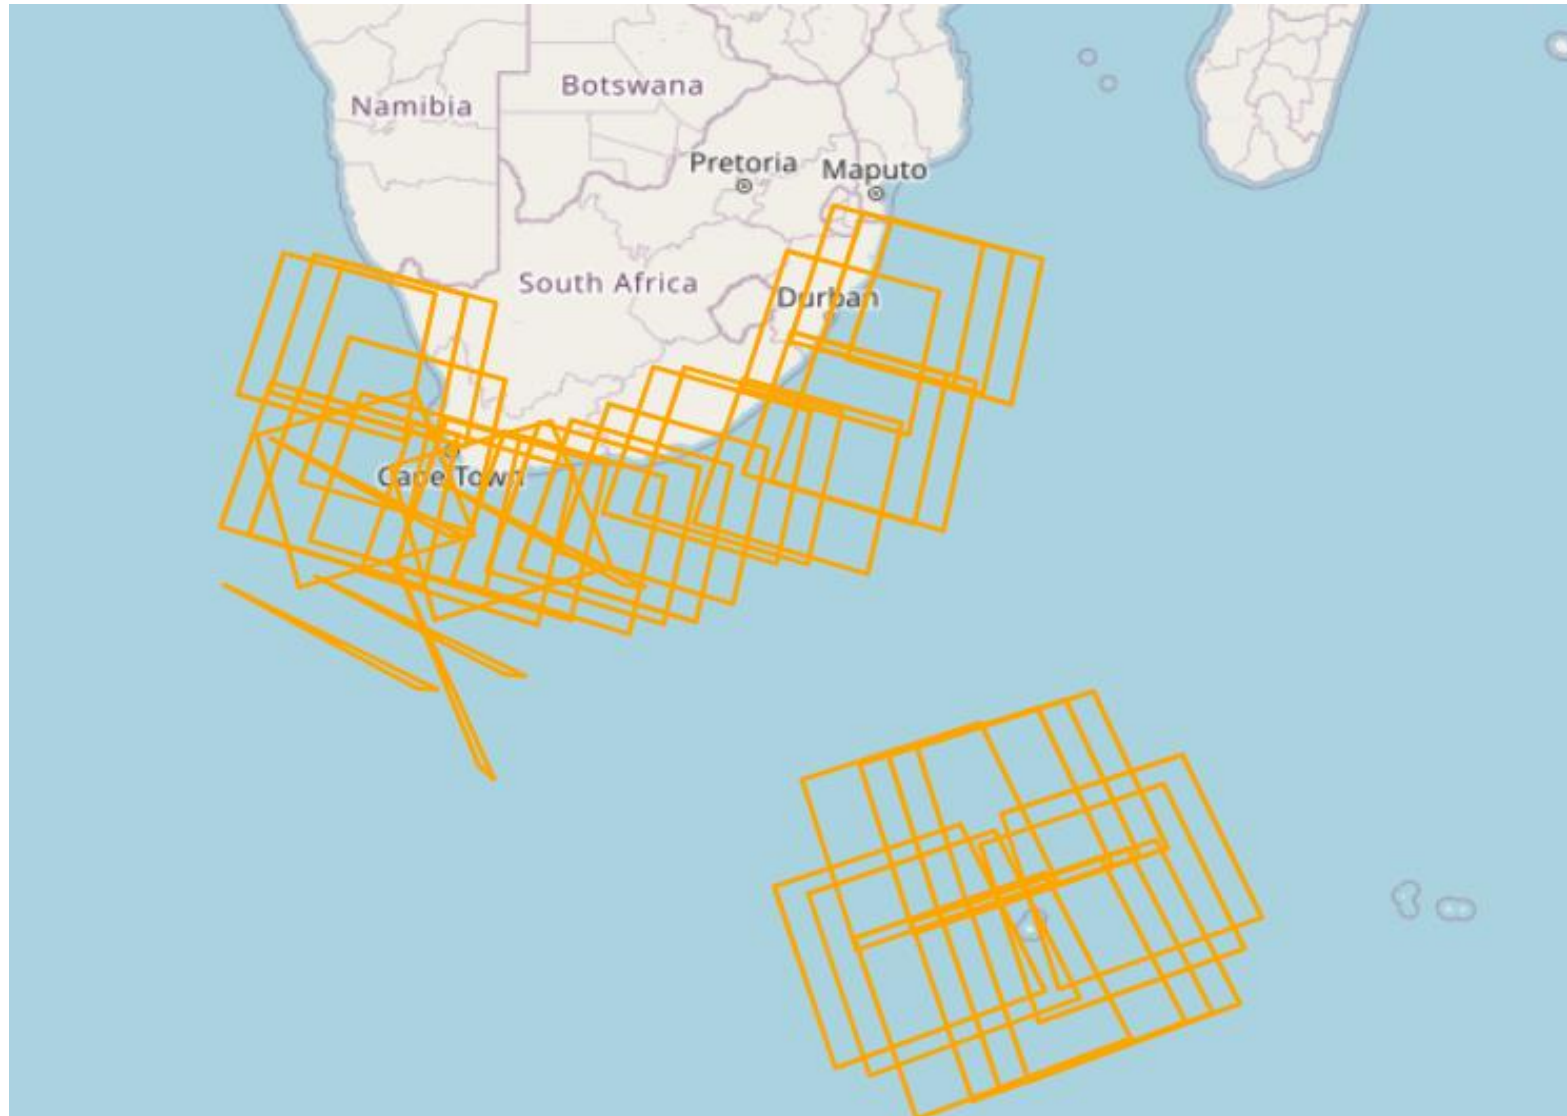 Botswana
Namibia
Pretoria
Maputo
South Africa
Durban
Cape Town